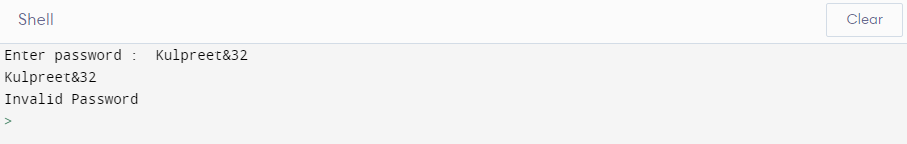 Shell
Clear
Enter password :  Kulpreet&32
Kulpreet&32
Invalid Password
>